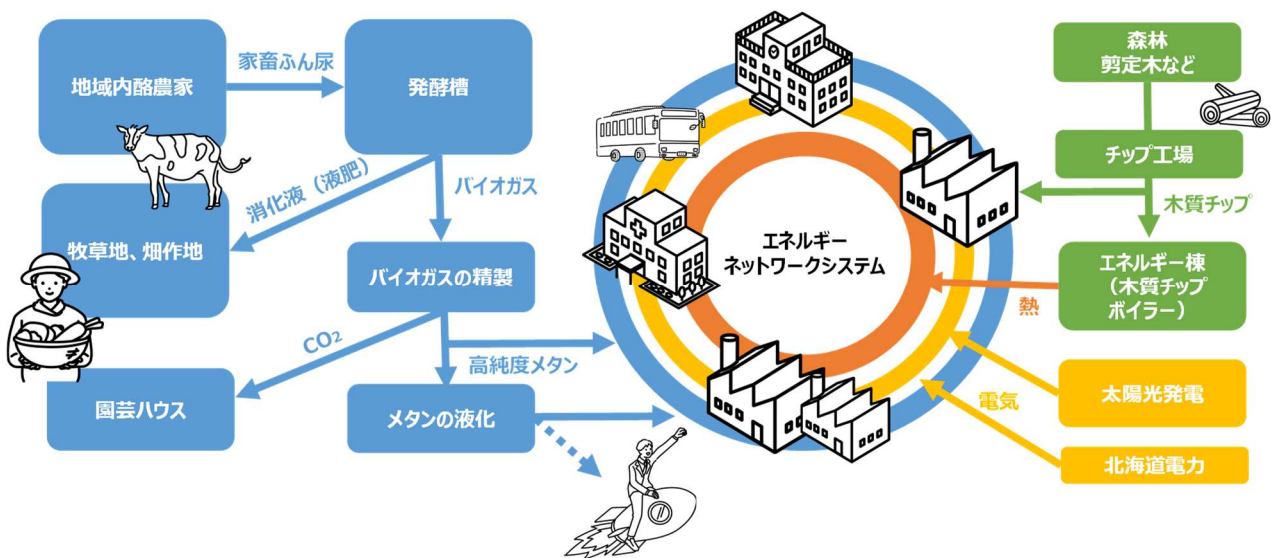 地域内酪農家
家畜ふん尿
発酵槽
消化液（液肥）
バイオガス
牧草地、畑作地
バイオガスの精製
CO₂
高純度メタン
園芸ハウス
メタンの液化
エネルギー
ネットワークシステム
森林
剪定木など
チップ工場
木質チップ
エネルギー棟
（木質チップ
ボイラー）
熱
太陽光発電
電気
北海道電力